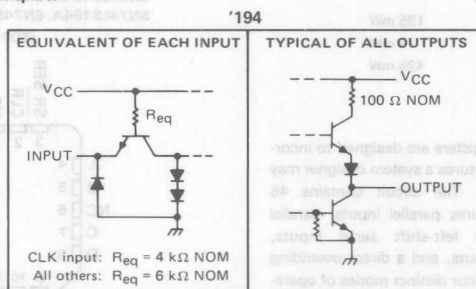 '194
EQUIVALENT OF EACH INPUT
VCC
Req
INPUT
CLK input: Req = 4 kΩ NOM
All others: Req = 6 kΩ NOM
TYPICAL OF ALL OUTPUTS
VCC
100 Ω NOM
OUTPUT